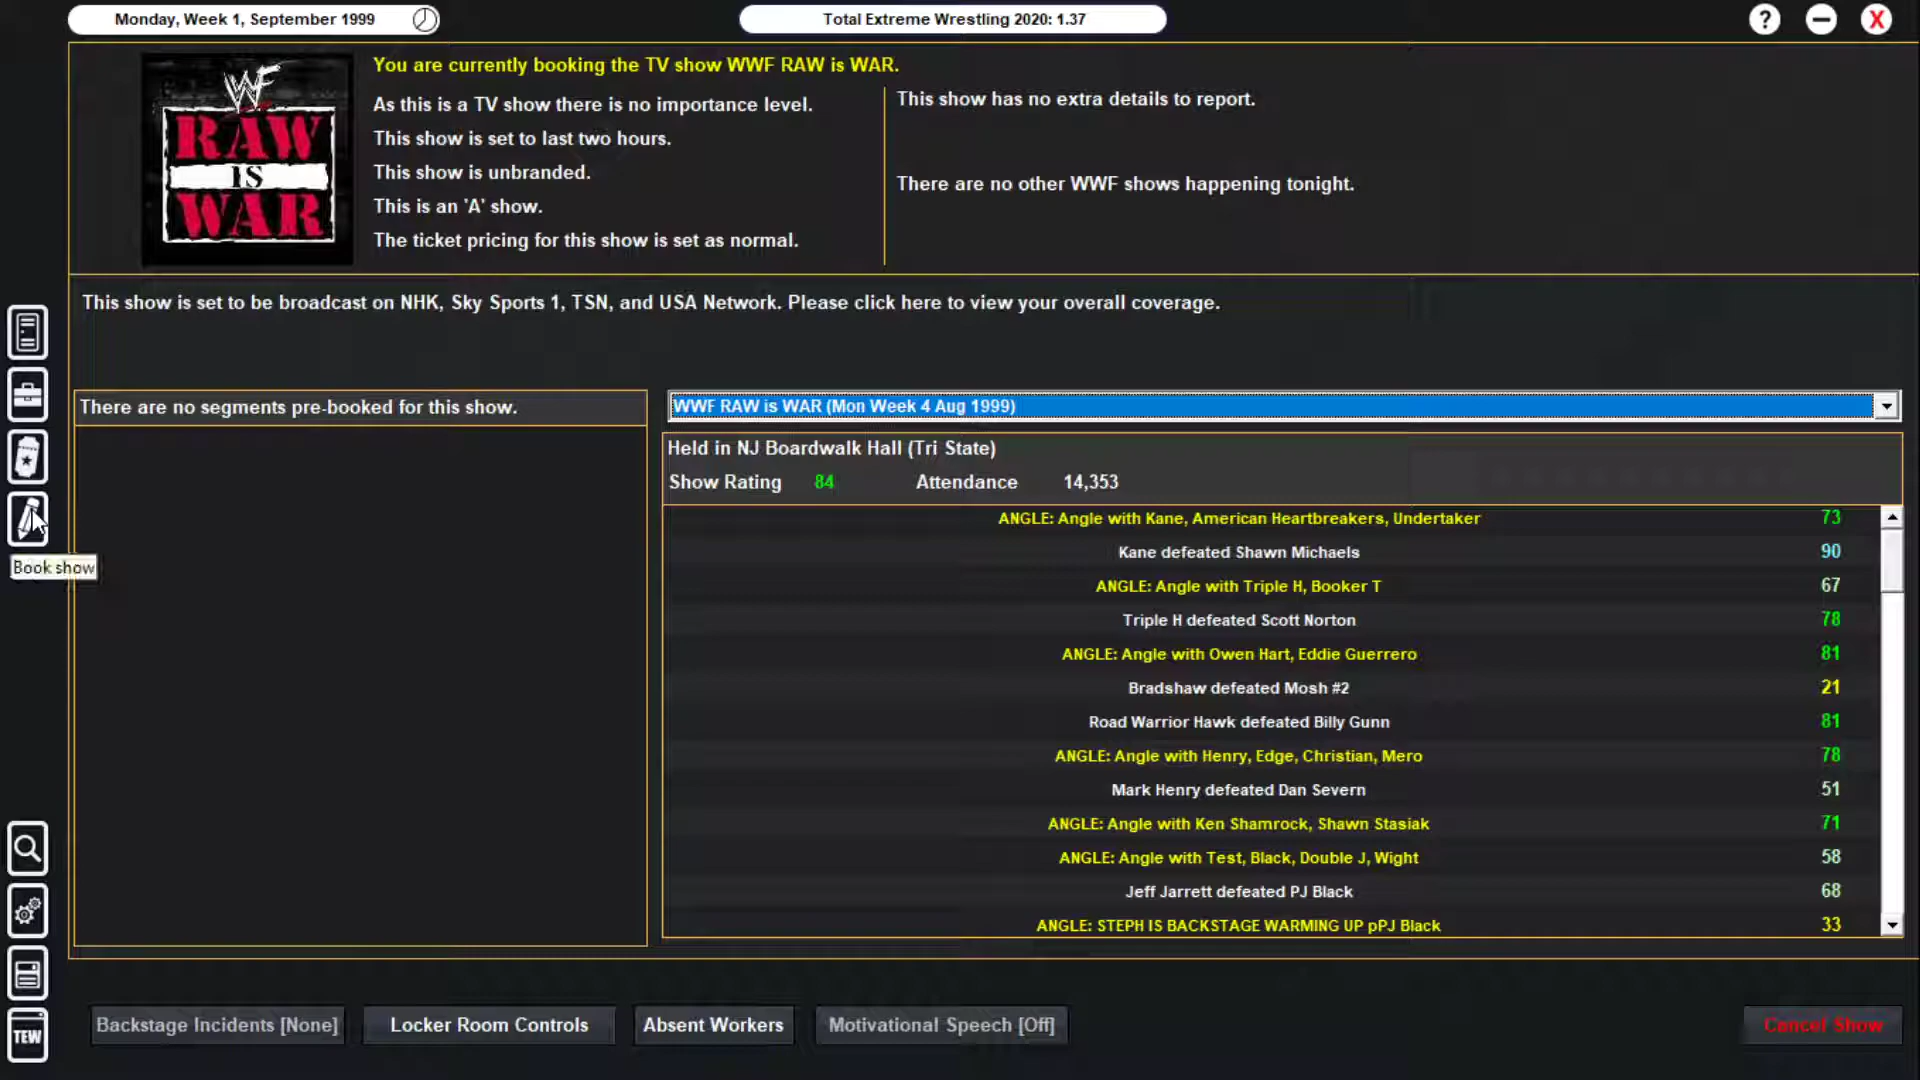 Monday, Week 1, September 1999
Total Extreme Wrestling 2020: 1.37
?
X
WF
RAW
IS
WAR
You are currently booking the TV show WWF RAW is WAR.
As this is a TV show there is no importance level.
This show is set to last two hours.
This show is unbranded.
This is an 'A' show.
The ticket pricing for this show is set as normal.
This show has no extra details to report.
There are no other WWF shows happening tonight.
This show is set to be broadcast on NHK, Sky Sports 1, TSN, and USA Network. Please click here to view your overall coverage.
There are no segments pre-booked for this show.
Book show
WWF RAW is WAR (Mon Week 4 Aug 1999)
Held in NJ Boardwalk Hall (Tri State)
Show Rating 84 Attendance 14,353
ANGLE: Angle with Kane, American Heartbreakers, Undertaker 73
Kane defeated Shawn Michaels 90
ANGLE: Angle with Triple H, Booker T 67
Triple H defeated Scott Norton 78
ANGLE: Angle with Owen Hart, Eddie Guerrero 81
Bradshaw defeated Mosh #2 21
Road Warrior Hawk defeated Billy Gunn 81
ANGLE: Angle with Henry, Edge, Christian, Mero 78
Mark Henry defeated Dan Severn 51
ANGLE: Angle with Ken Shamrock, Shawn Stasiak 71
ANGLE: Angle with Test, Black, Double J, Wight 58
Jeff Jarrett defeated PJ Black 68
ANGLE: STEPH IS BACKSTAGE WARMING UP pPJ Black 33
TEW
Backstage Incidents [None]
Locker Room Controls
Absent Workers
Motivational Speech [Off]
Cancel Show